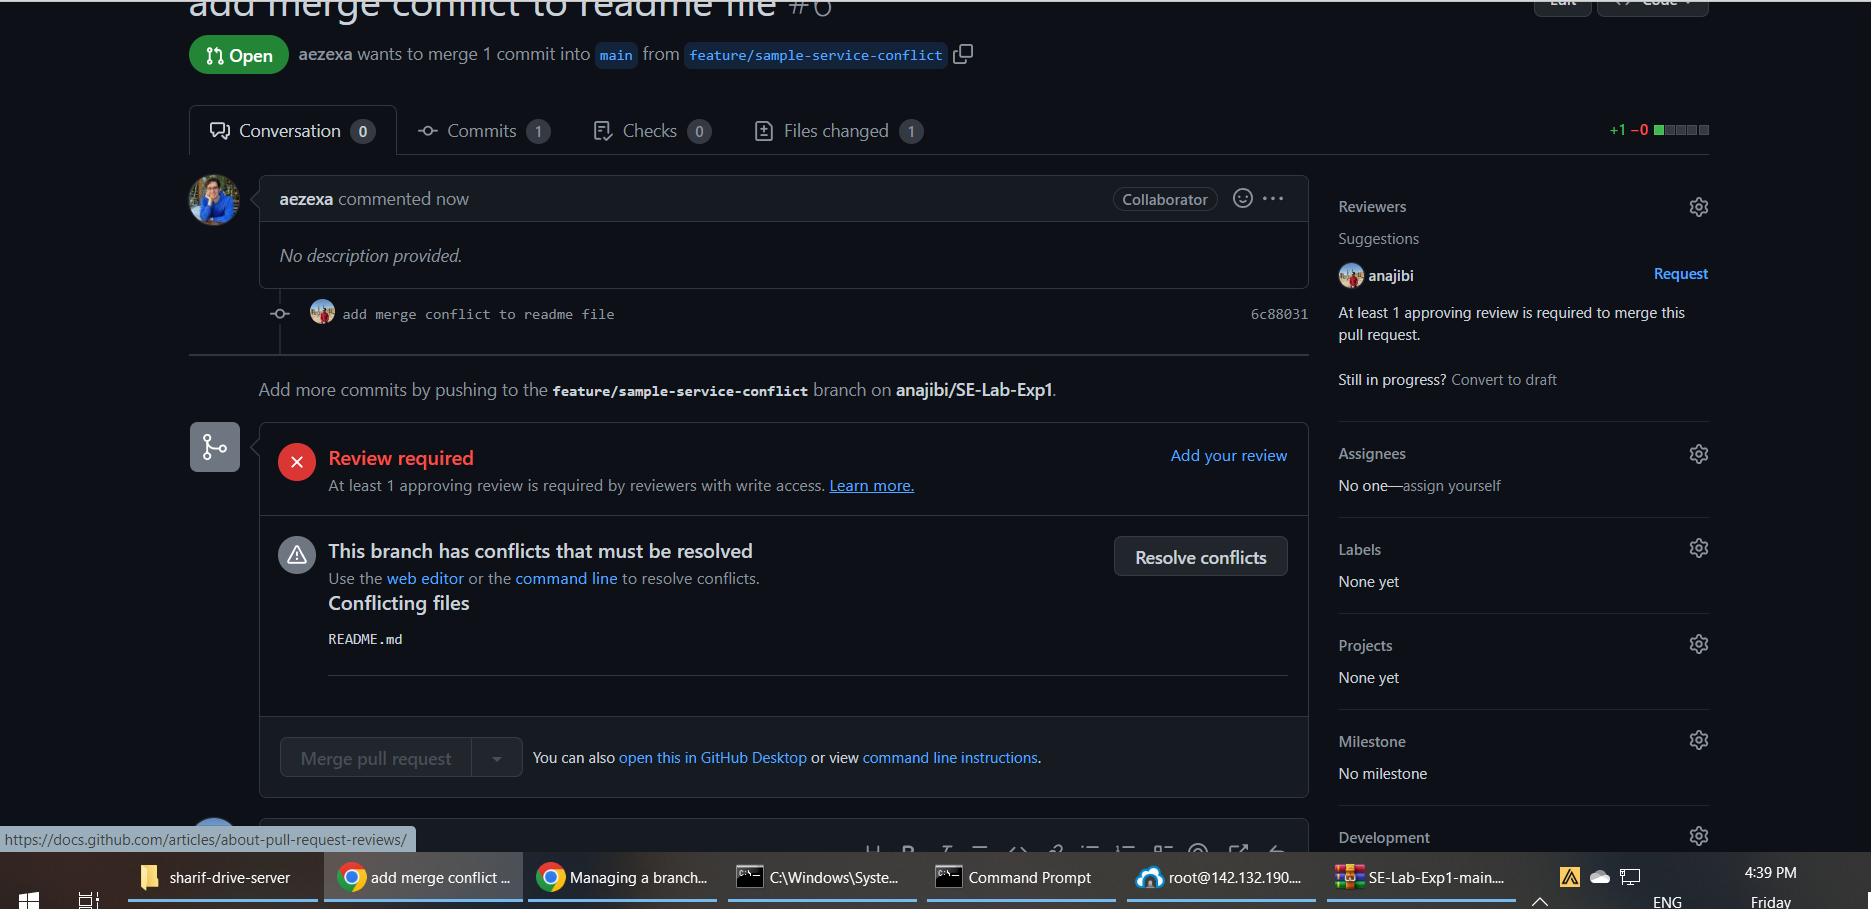 add merge conflict to readme file #6
Edit
Code
Open
aezexa wants to merge 1 commit into main from feature/sample-service-conflict
Conversation 0
Commits 1
Checks 0
Files changed 1
+1 −0
aezexa commented now
Collaborator
No description provided.
add merge conflict to readme file
6c88031
Add more commits by pushing to the feature/sample-service-conflict branch on anajibi/SE-Lab-Exp1.
Review required
Add your review
At least 1 approving review is required by reviewers with write access. Learn more.
This branch has conflicts that must be resolved
Resolve conflicts
Use the web editor or the command line to resolve conflicts.
Conflicting files
README.md
Merge pull request
You can also open this in GitHub Desktop or view command line instructions.
Reviewers
Suggestions
anajibi
Request
At least 1 approving review is required to merge this
pull request.
Still in progress? Convert to draft
Assignees
No one—assign yourself
Labels
None yet
Projects
None yet
Milestone
No milestone
Development
https://docs.github.com/articles/about-pull-request-reviews/
sharif-drive-server
add merge conflict ...
Managing a branch...
C:\Windows\Syste...
Command Prompt
root@142.132.190....
SE-Lab-Exp1-main....
4:39 PM
ENG
Friday